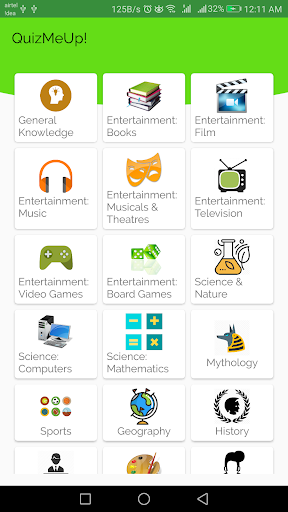 airtel
Idea
125B/s
32%
12:11 AM
QuizMeUp!
General
Knowledge
Entertainment:
Books
Entertainment:
Film
Entertainment:
Music
Entertainment:
Musicals &
Theatres
Entertainment:
Television
Entertainment:
Video Games
Entertainment:
Board Games
Science &
Nature
Science:
Computers
Science:
Mathematics
Mythology
Sports
Geography
History